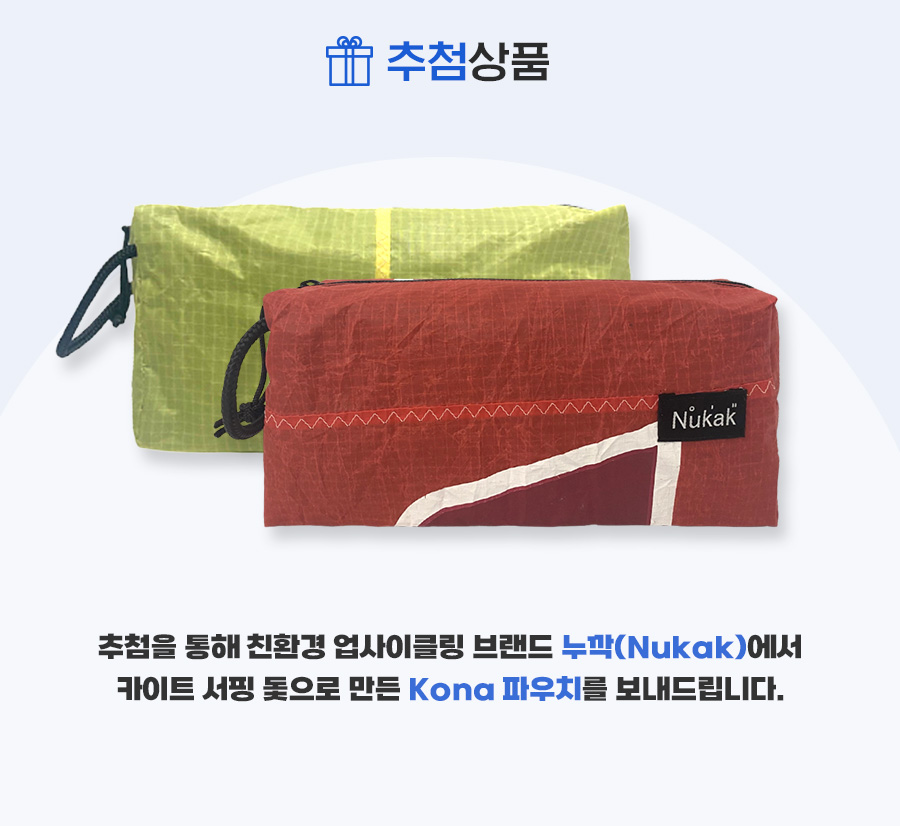 추첨상품
Nukak"
추첨을 통해 친환경 업사이클링 브랜드 누깍(Nukak)에서
카이트 서핑 돛으로 만든 Kona 파우치를 보내드립니다.